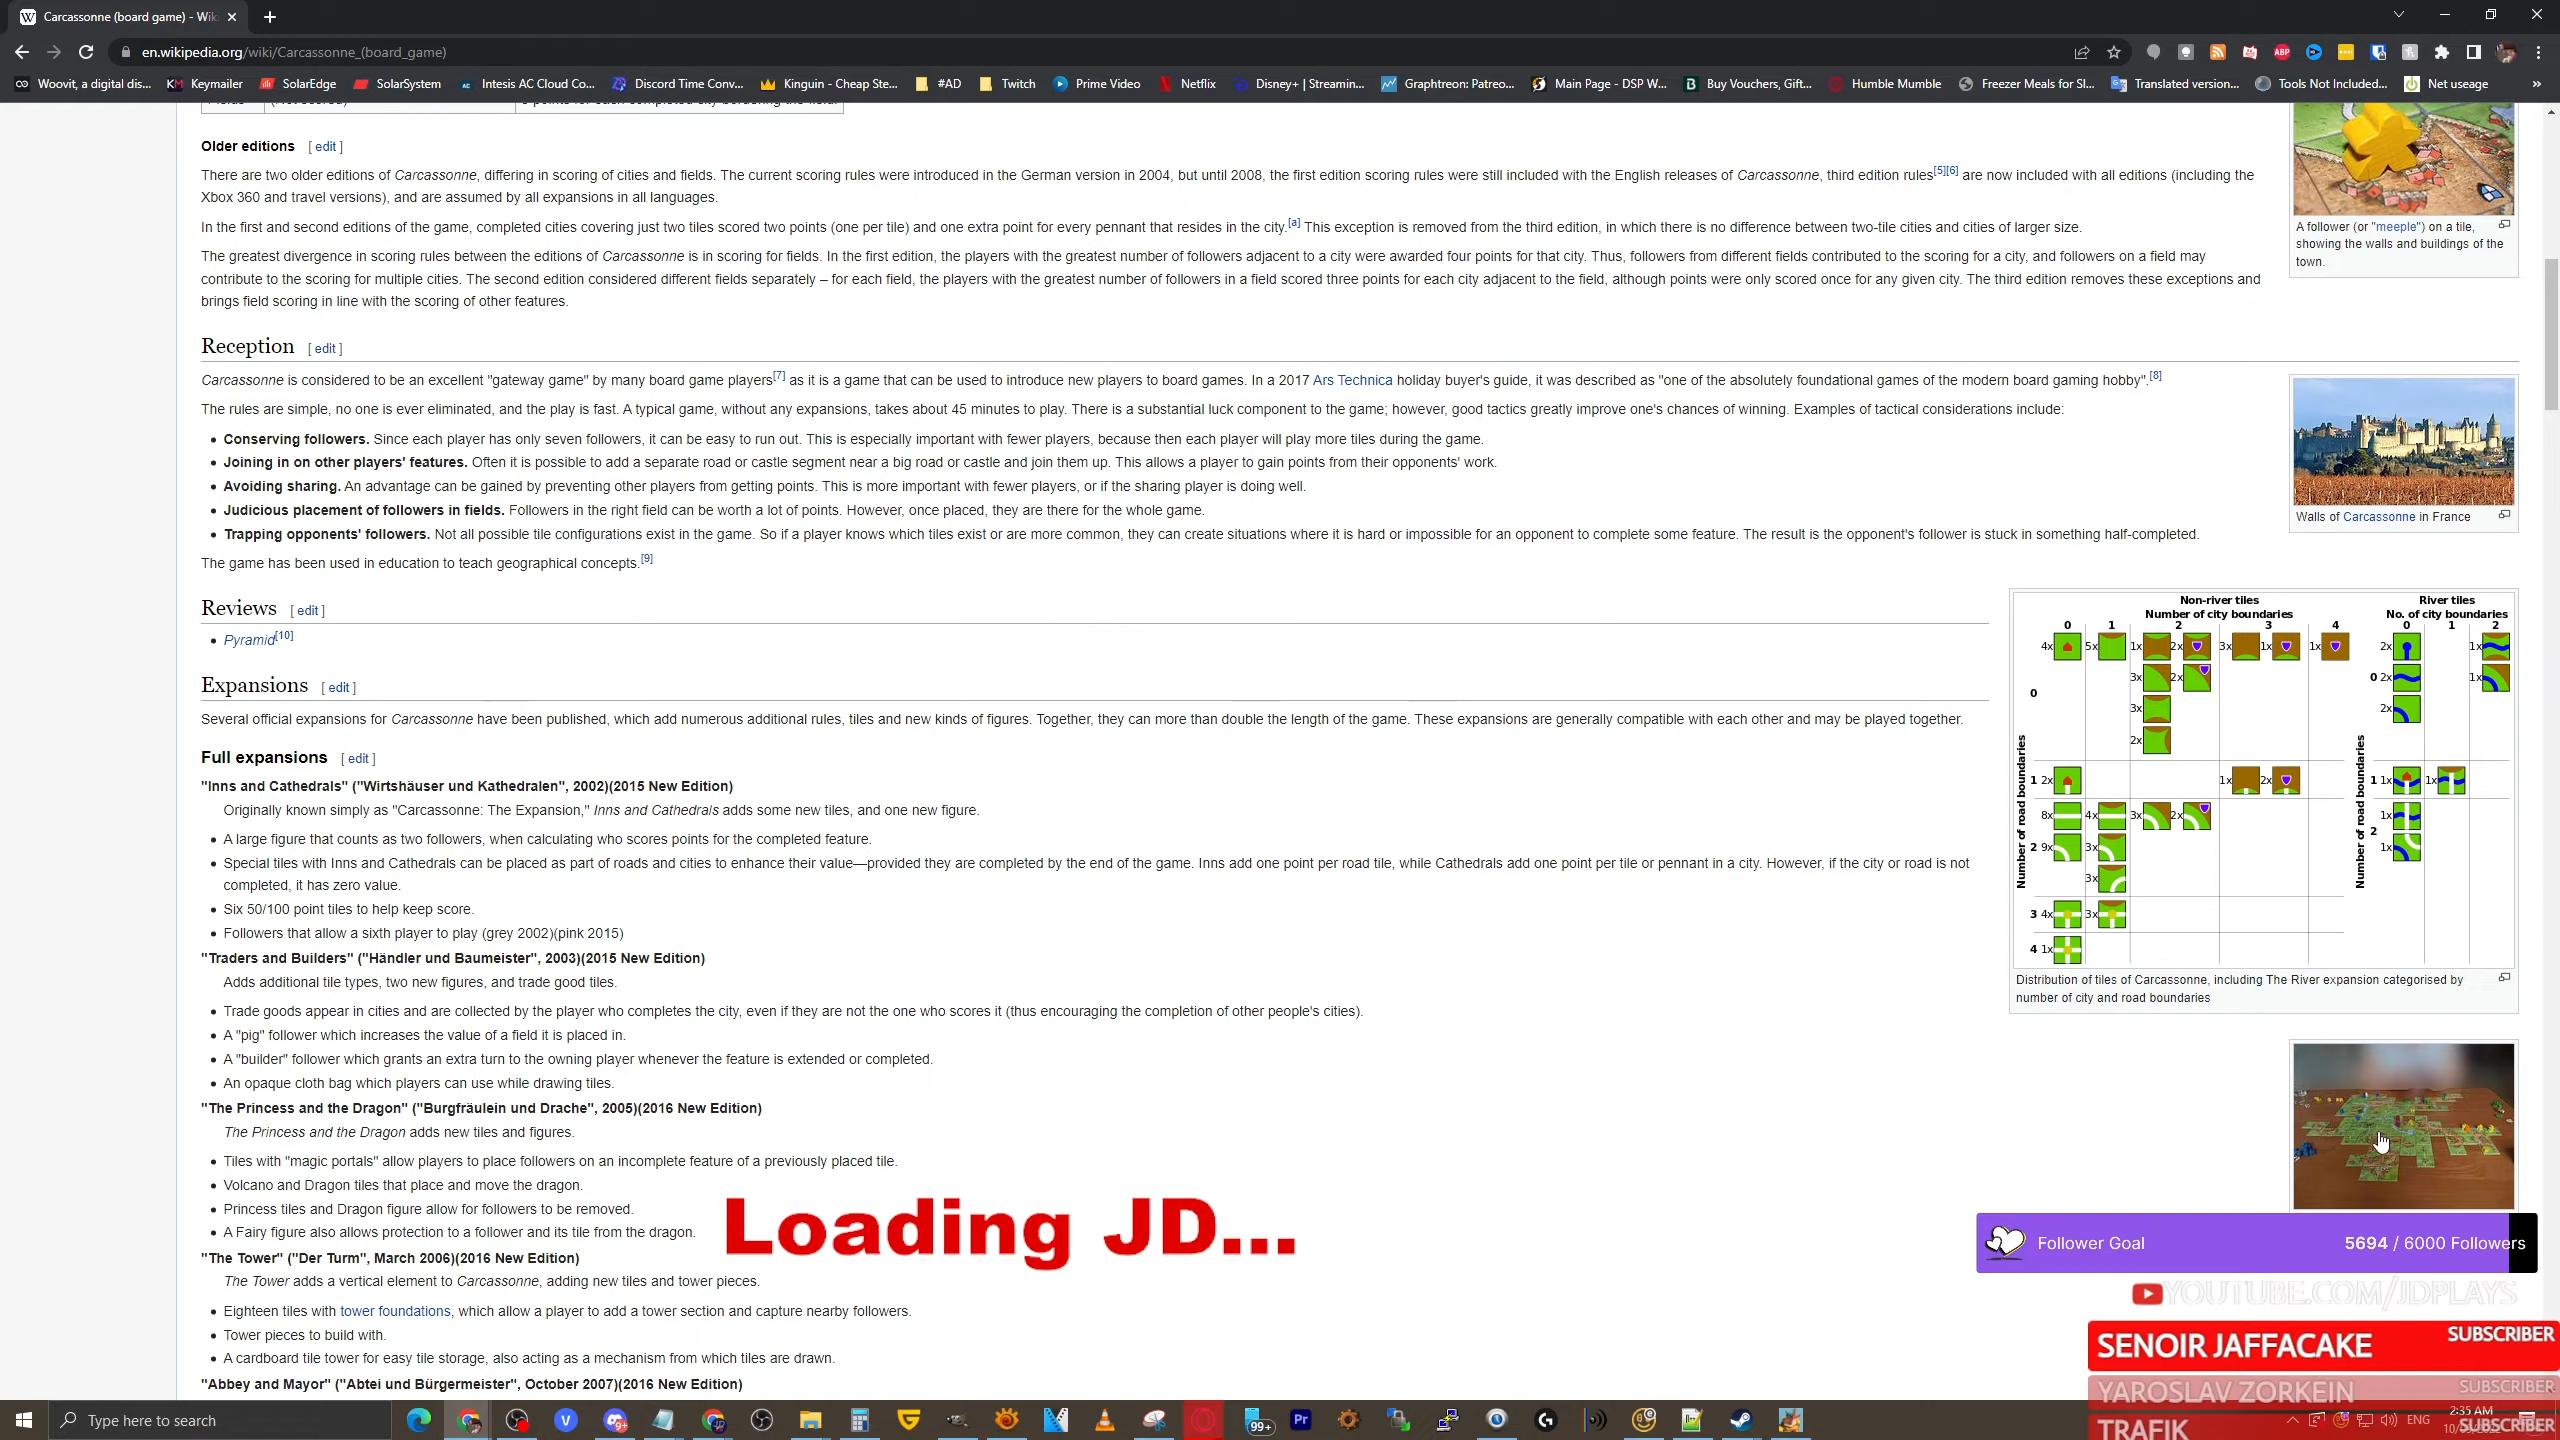 Carcassonne (board game) - Wik
en.wikipedia.org/wiki/Carcassonne_(board_game)
Woovit, a digital dis... Keymailer SolarEdge SolarSystem Intesis AC Cloud Co... Discord Time Conv... Kinguin - Cheap Ste... #AD Twitch Prime Video Netflix Disney+ | Streamin... Graphtreon: Patreo... Main Page - DSP W... Buy Vouchers, Gift... Humble Mumble Freezer Meals for Sl... Translated version... Tools Not Included... Net useage »
Older editions [ edit ]
There are two older editions of Carcassonne, differing in scoring of cities and fields. The current scoring rules were introduced in the German version in 2004, but until 2008, the first edition scoring rules were still included with the English releases of Carcassonne, third edition rules[5][6] are now included with all editions (including the
Xbox 360 and travel versions), and are assumed by all expansions in all languages.
In the first and second editions of the game, completed cities covering just two tiles scored two points (one per tile) and one extra point for every pennant that resides in the city.[a] This exception is removed from the third edition, in which there is no difference between two-tile cities and cities of larger size.
The greatest divergence in scoring rules between the editions of Carcassonne is in scoring for fields. In the first edition, the players with the greatest number of followers adjacent to a city were awarded four points for that city. Thus, followers from different fields contributed to the scoring for a city, and followers on a field may
contribute to the scoring for multiple cities. The second edition considered different fields separately – for each field, the players with the greatest number of followers in a field scored three points for each city adjacent to the field, although points were only scored once for any given city. The third edition removes these exceptions and
brings field scoring in line with the scoring of other features.
A follower (or "meeple") on a tile,
showing the walls and buildings of the
town.
Reception [ edit ]
Carcassonne is considered to be an excellent "gateway game" by many board game players[7] as it is a game that can be used to introduce new players to board games. In a 2017 Ars Technica holiday buyer's guide, it was described as "one of the absolutely foundational games of the modern board gaming hobby".[8]
The rules are simple, no one is ever eliminated, and the play is fast. A typical game, without any expansions, takes about 45 minutes to play. There is a substantial luck component to the game; however, good tactics greatly improve one's chances of winning. Examples of tactical considerations include:
• Conserving followers. Since each player has only seven followers, it can be easy to run out. This is especially important with fewer players, because then each player will play more tiles during the game.
• Joining in on other players' features. Often it is possible to add a separate road or castle segment near a big road or castle and join them up. This allows a player to gain points from their opponents' work.
• Avoiding sharing. An advantage can be gained by preventing other players from getting points. This is more important with fewer players, or if the sharing player is doing well.
• Judicious placement of followers in fields. Followers in the right field can be worth a lot of points. However, once placed, they are there for the whole game.
• Trapping opponents' followers. Not all possible tile configurations exist in the game. So if a player knows which tiles exist or are more common, they can create situations where it is hard or impossible for an opponent to complete some feature. The result is the opponent's follower is stuck in something half-completed.
The game has been used in education to teach geographical concepts.[9]
Walls of Carcassonne in France
Reviews [ edit ]
• Pyramid[10]
Expansions [ edit ]
Several official expansions for Carcassonne have been published, which add numerous additional rules, tiles and new kinds of figures. Together, they can more than double the length of the game. These expansions are generally compatible with each other and may be played together.
Full expansions [ edit ]
"Inns and Cathedrals" ("Wirtshäuser und Kathedralen", 2002)(2015 New Edition)
Originally known simply as "Carcassonne: The Expansion," Inns and Cathedrals adds some new tiles, and one new figure.
• A large figure that counts as two followers, when calculating who scores points for the completed feature.
• Special tiles with Inns and Cathedrals can be placed as part of roads and cities to enhance their value—provided they are completed by the end of the game. Inns add one point per road tile, while Cathedrals add one point per tile or pennant in a city. However, if the city or road is not
completed, it has zero value.
• Six 50/100 point tiles to help keep score.
• Followers that allow a sixth player to play (grey 2002)(pink 2015)
"Traders and Builders" ("Händler und Baumeister", 2003)(2015 New Edition)
Adds additional tile types, two new figures, and trade good tiles.
• Trade goods appear in cities and are collected by the player who completes the city, even if they are not the one who scores it (thus encouraging the completion of other people's cities).
• A "pig" follower which increases the value of a field it is placed in.
• A "builder" follower which grants an extra turn to the owning player whenever the feature is extended or completed.
• An opaque cloth bag which players can use while drawing tiles.
"The Princess and the Dragon" ("Burgfräulein und Drache", 2005)(2016 New Edition)
The Princess and the Dragon adds new tiles and figures.
• Tiles with "magic portals" allow players to place followers on an incomplete feature of a previously placed tile.
• Volcano and Dragon tiles that place and move the dragon.
• Princess tiles and Dragon figure allow for followers to be removed.
• A Fairy figure also allows protection to a follower and its tile from the dragon.
"The Tower" ("Der Turm", March 2006)(2016 New Edition)
The Tower adds a vertical element to Carcassonne, adding new tiles and tower pieces.
• Eighteen tiles with tower foundations, which allow a player to add a tower section and capture nearby followers.
• Tower pieces to build with.
• A cardboard tile tower for easy tile storage, also acting as a mechanism from which tiles are drawn.
"Abbey and Mayor" ("Abtei und Bürgermeister", October 2007)(2016 New Edition)
Non-river tiles River tiles
Number of city boundaries No. of city boundaries
0 1 2 3 4 0 1 2
4x 5x 1x 2x 3x 1x 1x 2x 1x
3x 2x 0 2x 1x
0
3x 2x
2x
Number of road boundaries Number of road boundaries
1 2x 1x 2x 1 1x 1x
8x 4x 3x 2x 1x
2
2 9x 3x 1x
3x
3 4x 3x
4 1x
Distribution of tiles of Carcassonne, including The River expansion categorised by
number of city and road boundaries
Loading JD...
Follower Goal 5694 / 6000 Followers
YOUTUBE.COM/JDPLAYS
SENOIR JAFFACAKE SUBSCRIBER
YAROSLAV ZORKEIN SUBSCRIBER
TRAFIK SUBSCRIBER
Type here to search
99+
Pr
ENG
2:35 AM